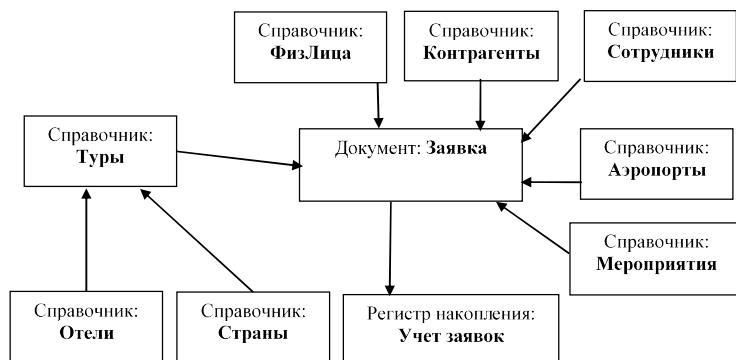 Справочник:
ФизЛица
Справочник:
Контрагенты
Справочник:
Сотрудники
Справочник:
Туры
Документ: Заявка
Справочник:
Аэропорты
Справочник:
Мероприятия
Справочник:
Отели
Справочник:
Страны
Регистр накопления:
Учет заявок